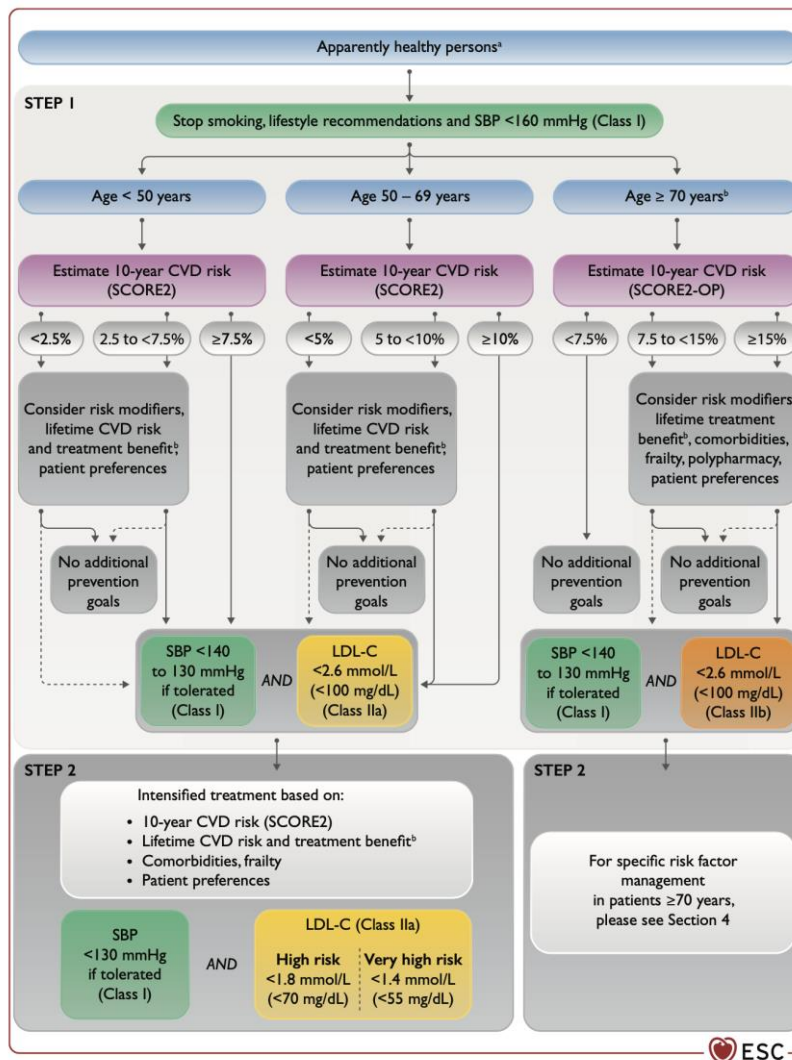 Apparently healthy personsᵃ
STEP 1
Stop smoking, lifestyle recommendations and SBP <160 mmHg (Class I)
Age < 50 years
Age 50 – 69 years
Age ≥ 70 yearsᵇ
Estimate 10-year CVD risk
(SCORE2)
Estimate 10-year CVD risk
(SCORE2)
Estimate 10-year CVD risk
(SCORE2-OP)
<2.5%
2.5 to <7.5%
≥7.5%
<5%
5 to <10%
≥10%
<7.5%
7.5 to <15%
≥15%
Consider risk modifiers,
lifetime CVD risk
and treatment benefitᵇ,
patient preferences
Consider risk modifiers,
lifetime CVD risk
and treatment benefitᵇ,
patient preferences
Consider risk modifiers,
lifetime treatment
benefitᵇ, comorbidities,
frailty, polypharmacy,
patient preferences
No additional
prevention
goals
No additional
prevention
goals
No additional
prevention
goals
No additional
prevention
goals
SBP <140
to 130 mmHg
if tolerated
(Class I)
AND
LDL-C
<2.6 mmol/L
(<100 mg/dL)
(Class IIa)
SBP <140
to 130 mmHg
if tolerated
(Class I)
AND
LDL-C
<2.6 mmol/L
(<100 mg/dL)
(Class IIb)
STEP 2
Intensified treatment based on:
• 10-year CVD risk (SCORE2)
• Lifetime CVD risk and treatment benefitᵇ
• Comorbidities, frailty
• Patient preferences
SBP
<130 mmHg
if tolerated
(Class I)
AND
LDL-C (Class IIa)
High risk
<1.8 mmol/L
(<70 mg/dL)
Very high risk
<1.4 mmol/L
(<55 mg/dL)
STEP 2
For specific risk factor
management
in patients ≥70 years,
please see Section 4
ESC